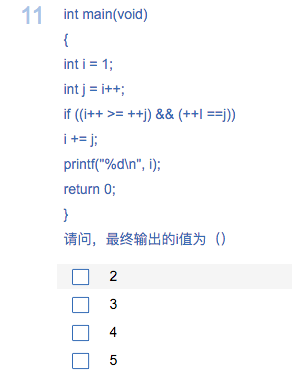 11
int main(void)
{
int i = 1;
int j = i++;
if ((i++ >= ++j) && (++I ==j))
i += j;
printf("%d\n", i);
return 0;
}
请问，最终输出的i值为（）
2
3
4
5